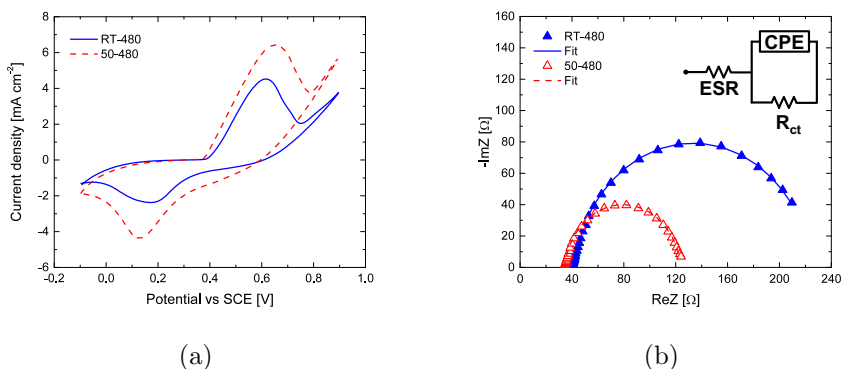 RT-480
50-480
Current density [mA cm-2]
8
6
4
2
0
-2
-4
-6
-0.2
0.0
0.2
0.4
0.6
0.8
1.0
Potential vs SCE [V]
(a)
RT-480
Fit
50-480
Fit
CPE
ESR
Rct
-ImZ [Ω]
160
140
120
100
80
60
40
20
0
0
40
80
120
160
200
240
ReZ [Ω]
(b)